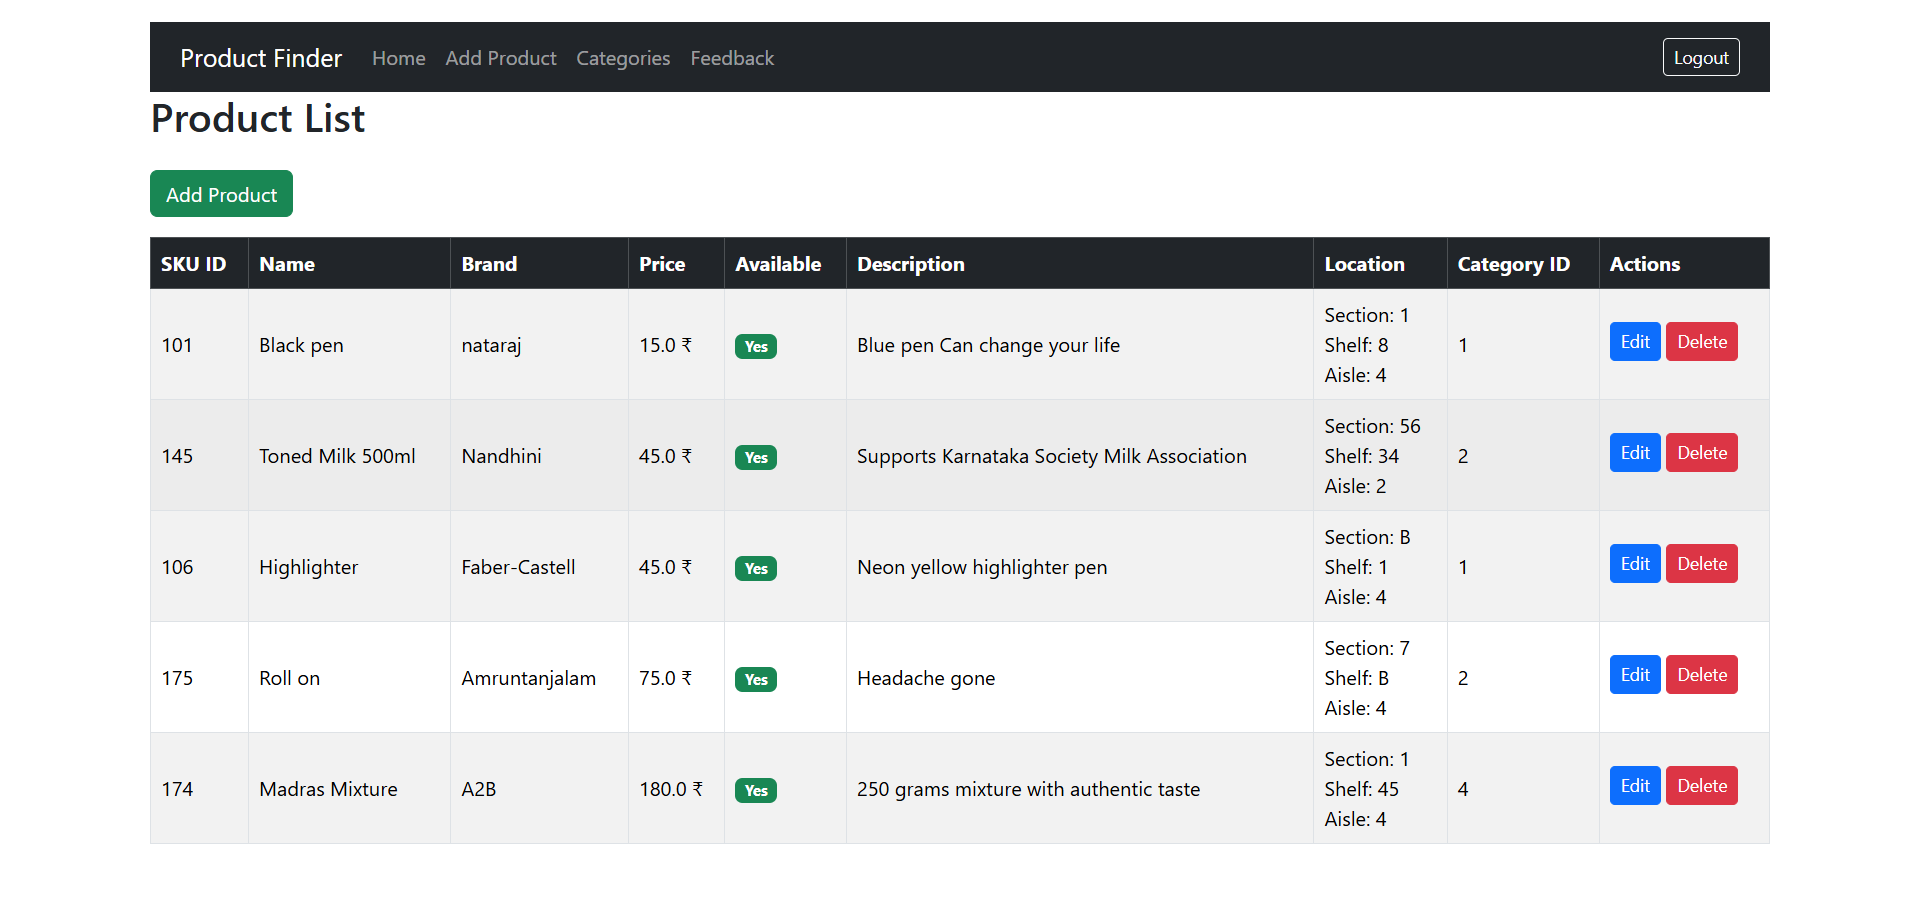 Product Finder Home Add Product Categories Feedback Logout
Product List
Add Product
SKU ID Name Brand Price Available Description Location Category ID Actions
101 Black pen nataraj 15.0 ₹ Yes Blue pen Can change your life Section: 1
Shelf: 8
Aisle: 4 1 Edit Delete
145 Toned Milk 500ml Nandhini 45.0 ₹ Yes Supports Karnataka Society Milk Association Section: 56
Shelf: 34
Aisle: 2 2 Edit Delete
106 Highlighter Faber-Castell 45.0 ₹ Yes Neon yellow highlighter pen Section: B
Shelf: 1
Aisle: 4 1 Edit Delete
175 Roll on Amruntanjalam 75.0 ₹ Yes Headache gone Section: 7
Shelf: B
Aisle: 4 2 Edit Delete
174 Madras Mixture A2B 180.0 ₹ Yes 250 grams mixture with authentic taste Section: 1
Shelf: 45
Aisle: 4 4 Edit Delete